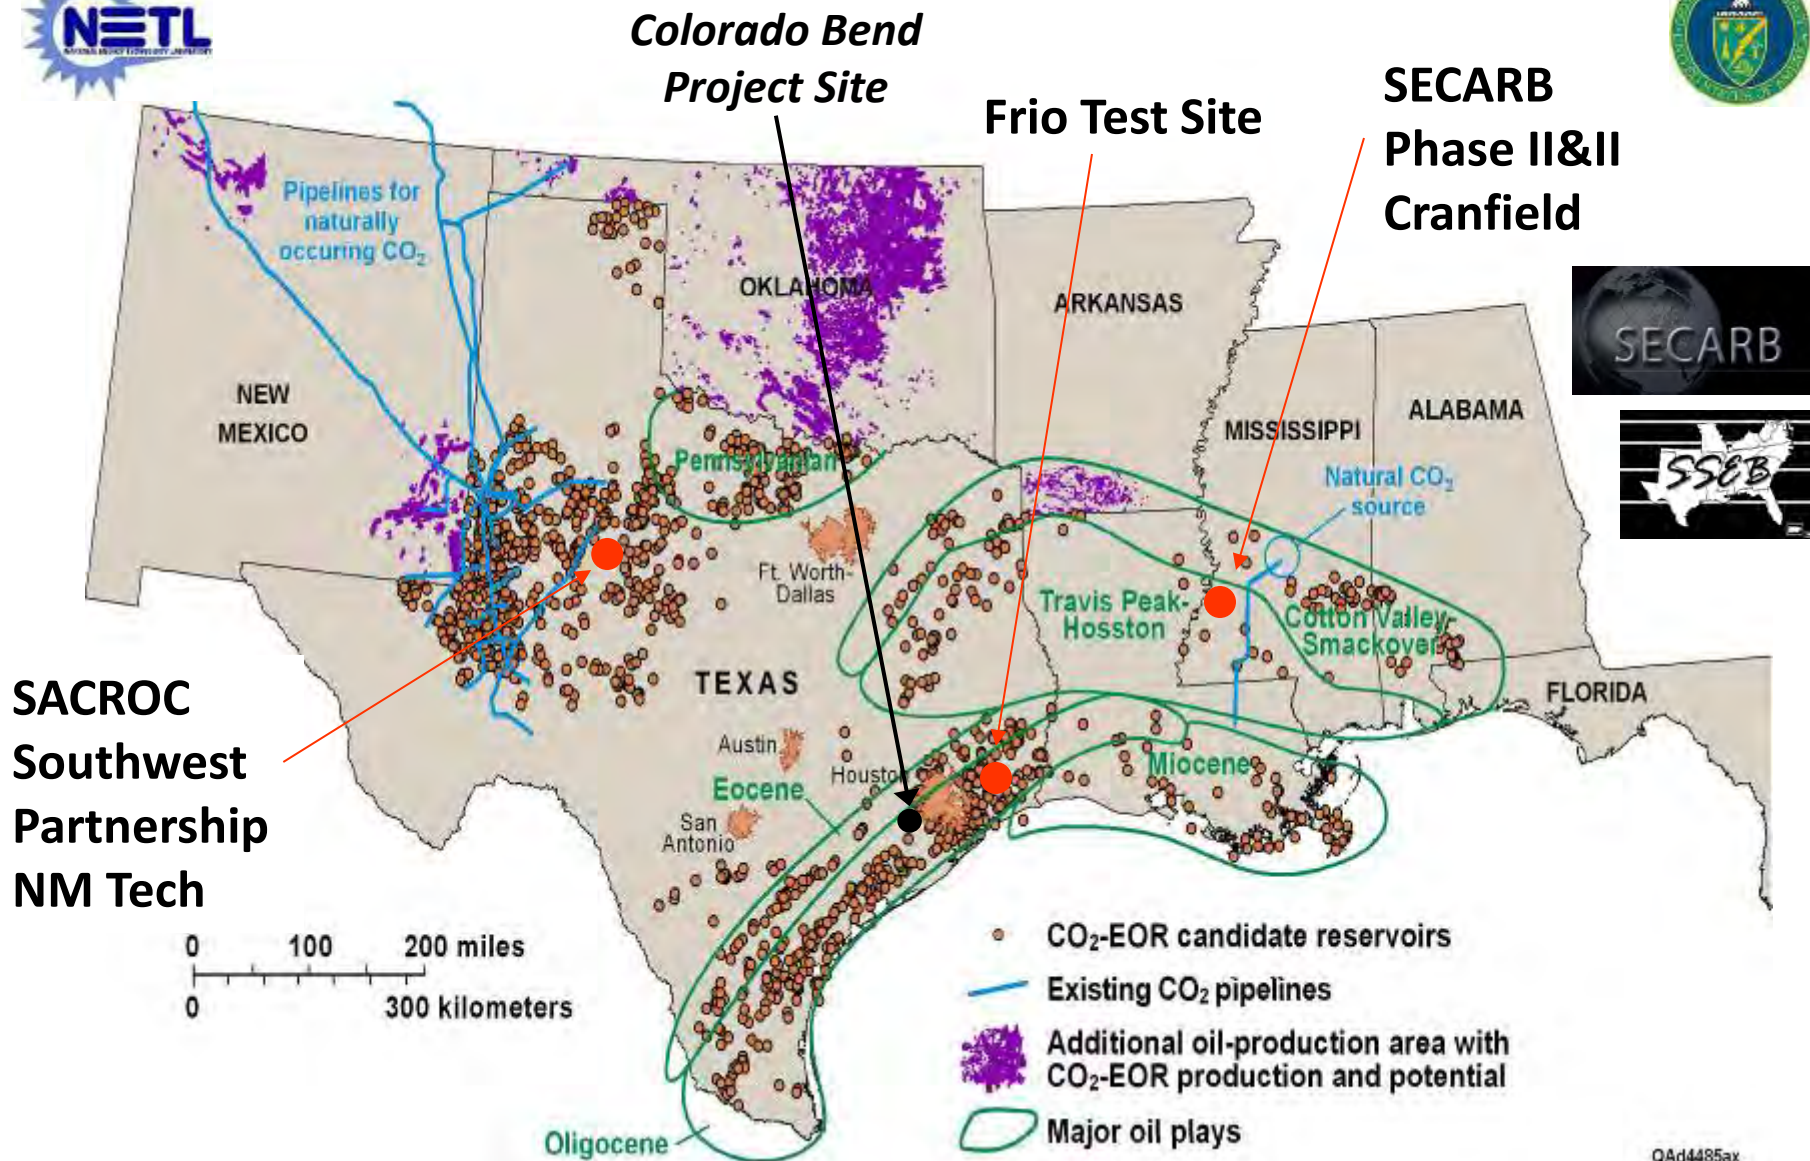 NETL
Colorado Bend
Project Site
Frio Test Site
SECARB
Phase II&II
Cranfield
Pipelines for
naturally
occuring CO₂
OKLAHOMA
ARKANSAS
SECARB
NEW
MEXICO
MISSISSIPPI
ALABAMA
Pennsylvanian
Natural CO₂
source
SSEB
Ft. Worth-
Dallas
Travis Peak-
Hosston
Cotton Valley-
Smackover
TEXAS
FLORIDA
SACROC
Southwest
Partnership
NM Tech
Austin
Houston
Eocene
Miocene
San
Antonio
0 100 200 miles
0 300 kilometers
CO₂-EOR candidate reservoirs
Existing CO₂ pipelines
Additional oil-production area with
CO₂-EOR production and potential
Major oil plays
Oligocene
QAd4485ax